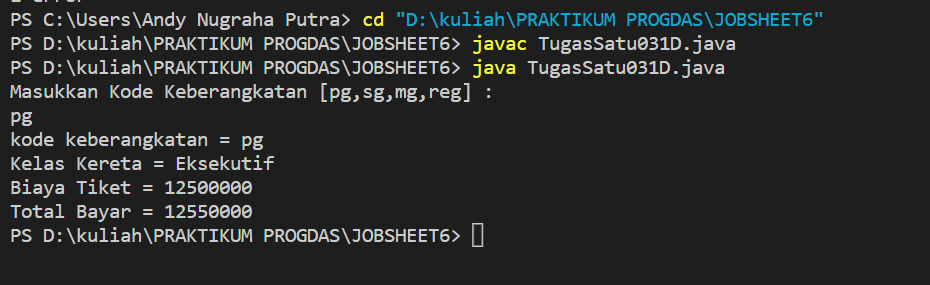 PS C:\Users\Andy Nugraha Putra> cd "D:\kuliah\PRAKTIKUM PROGDAS\JOBSHEET6"
PS D:\kuliah\PRAKTIKUM PROGDAS\JOBSHEET6> javac TugasSatu031D.java
PS D:\kuliah\PRAKTIKUM PROGDAS\JOBSHEET6> java TugasSatu031D.java
Masukkan Kode Keberangkatan [pg,sg,mg,reg] :
pg
kode keberangkatan = pg
Kelas Kereta = Eksekutif
Biaya Tiket = 12500000
Total Bayar = 12550000
PS D:\kuliah\PRAKTIKUM PROGDAS\JOBSHEET6>